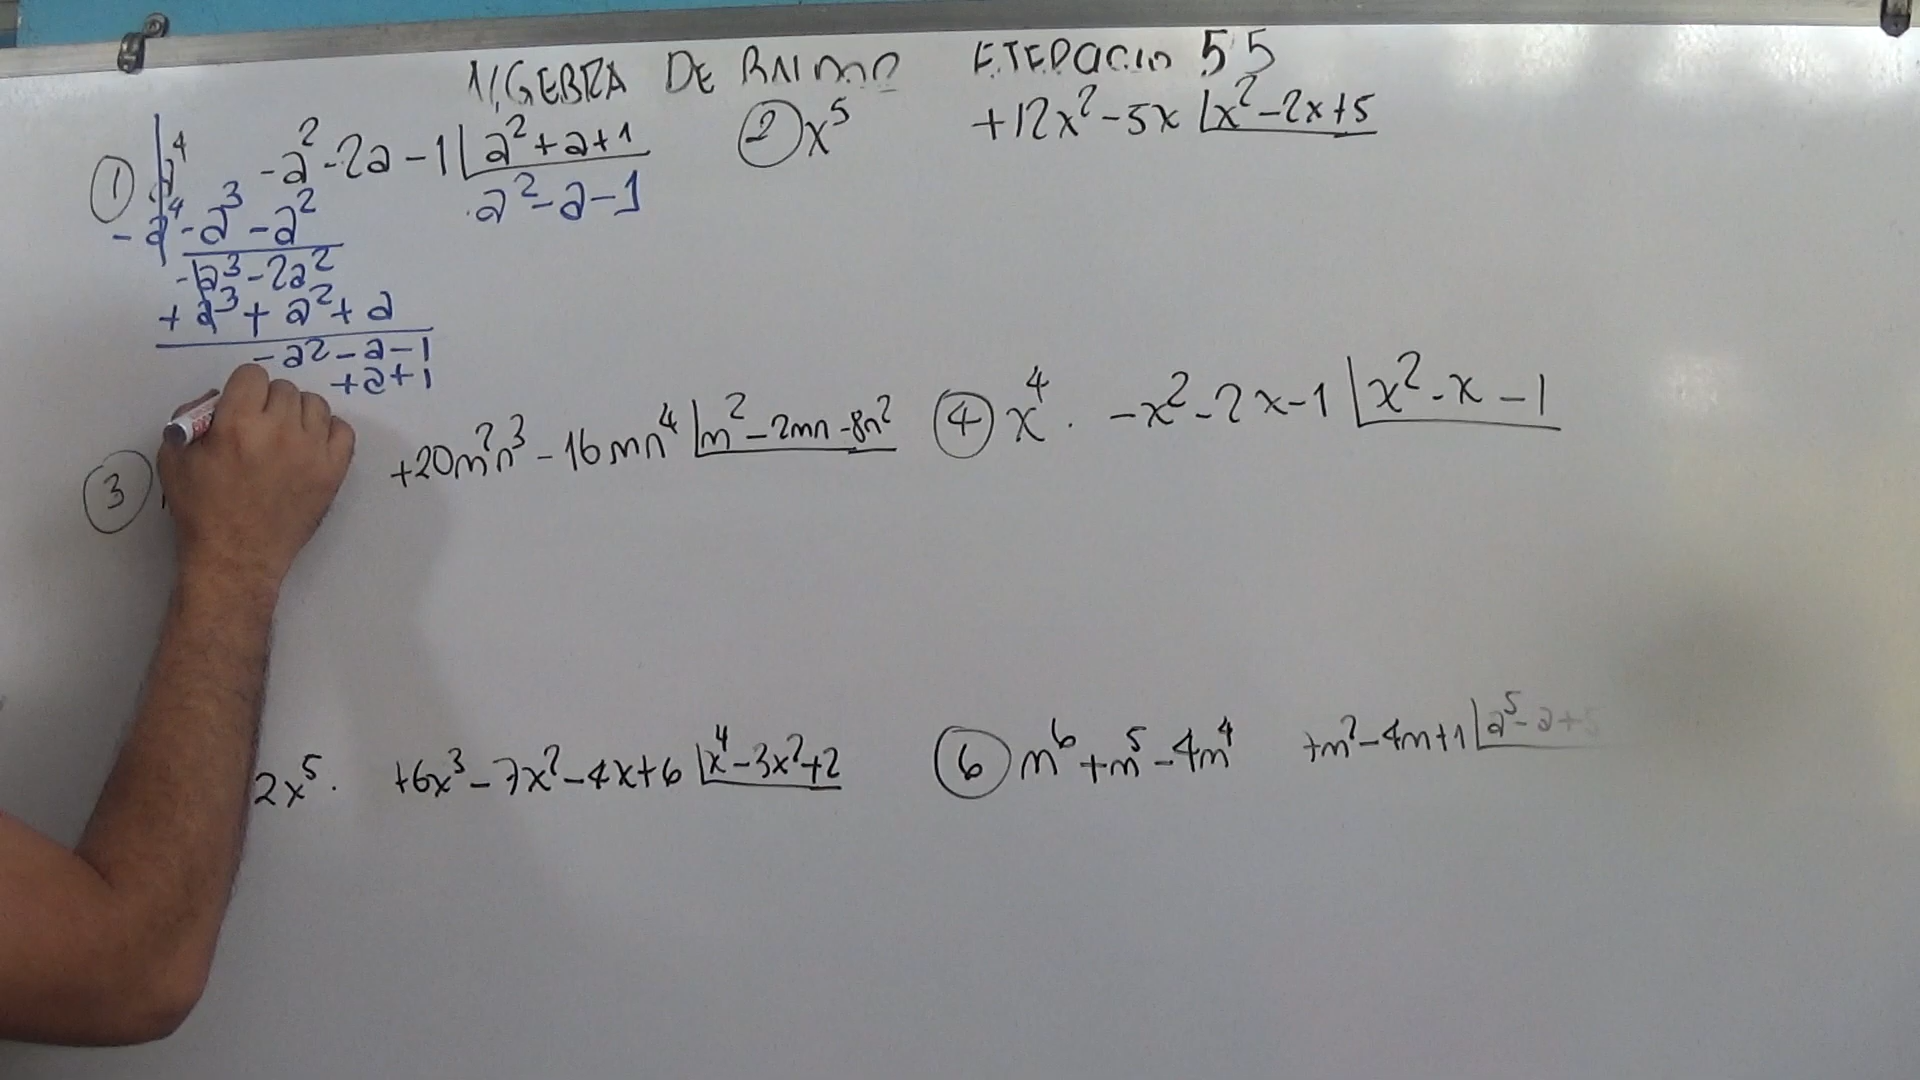 ALGEBRA DE BALDOR EJERCICIO 55
① a⁴ -a²-2a-1 | a²+a+1
a²-a-1
-a⁴-a³-a²
-a³-2a²
+a³+a²+a
-a²-a-1
+a+1
② x⁵ +12x²-5x | x²-2x+5
③ +20m²n³-16mn⁴ | m²-2mn-8n²
④ x⁴. -x²-2x-1 | x²-x-1
2x⁵. +6x³-7x²-4x+6 | x⁴-3x²+2
⑥ m⁶+m⁵-4m⁴ +m²-4m+1 | a⁵-a+5